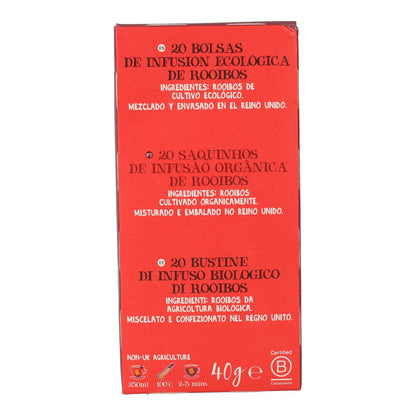 ES 20 BOLSAS
DE INFUSION ECOLÒGICA
DE ROOIBOS
INGREDIENTES: ROOIBOS DE
CULTIVO ECOLÓGICO.
MEZCLADO Y ENVASADO EN EL REINO UNIDO.
PT 20 SAQUINHOS
DE INFUSÃO ORGÂNICA
DE ROOIBOS
INGREDIENTES: ROOIBOS
CULTIVADO ORGANICAMENTE.
MISTURADO E EMBALADO NO REINO UNIDO.
IT 20 BUSTINE
DI INFUSO BIOLOGICO
DI ROOIBOS
INGREDIENTI: ROOIBOS DA
AGRICOLTURA BIOLOGICA.
MISCELATO E CONFEZIONATO NEL REGNO UNITO.
NON-UK AGRICULTURE
250ml 100°C 2-5 mins
40g e
Certified
B
Corporation